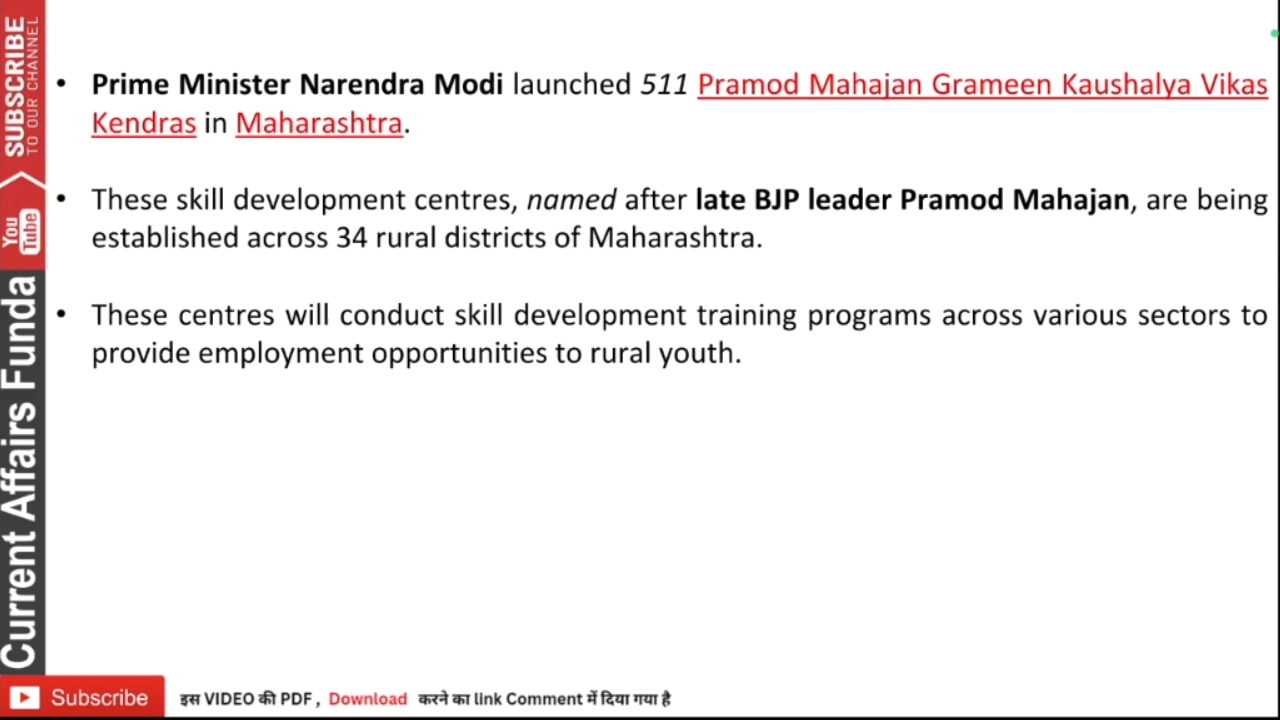 • Prime Minister Narendra Modi launched 511 Pramod Mahajan Grameen Kaushalya Vikas
Kendras in Maharashtra.
• These skill development centres, named after late BJP leader Pramod Mahajan, are being
established across 34 rural districts of Maharashtra.
• These centres will conduct skill development training programs across various sectors to
provide employment opportunities to rural youth.
SUBSCRIBE
TO OUR CHANNEL
You
Tube
Current Affairs Funda
Subscribe
इस VIDEO की PDF , Download करने का link Comment में दिया गया है